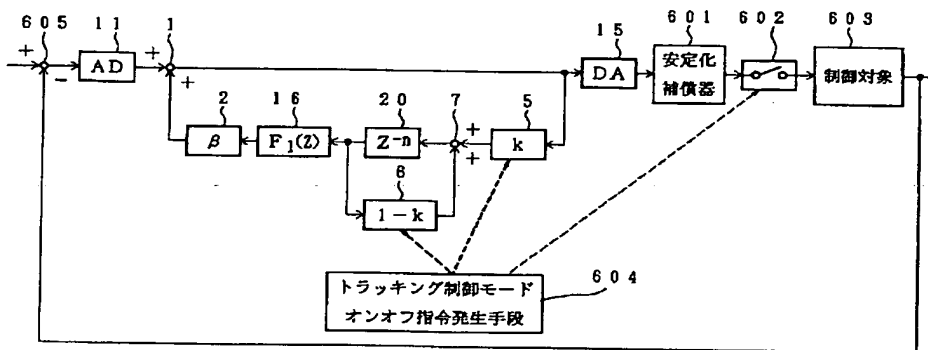 605 11 1 15 601 602 603
+ + − + +
AD
DA
安定化
補償器
制御対象
2 16 20 7 5
β
F₁(Z)
Z⁻ⁿ
+ +
k
6
1−k
トラッキング制御モード
オンオフ指令発生手段
604